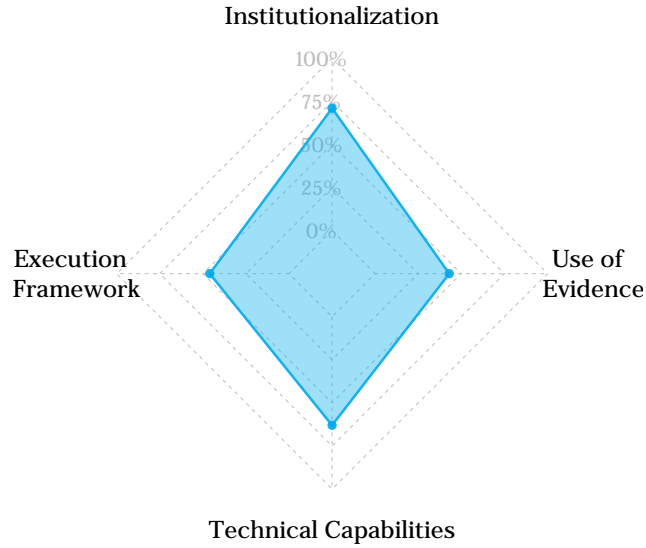 Institutionalization
100%
75%
50%
25%
0%
Execution
Framework
Use of
Evidence
Technical Capabilities